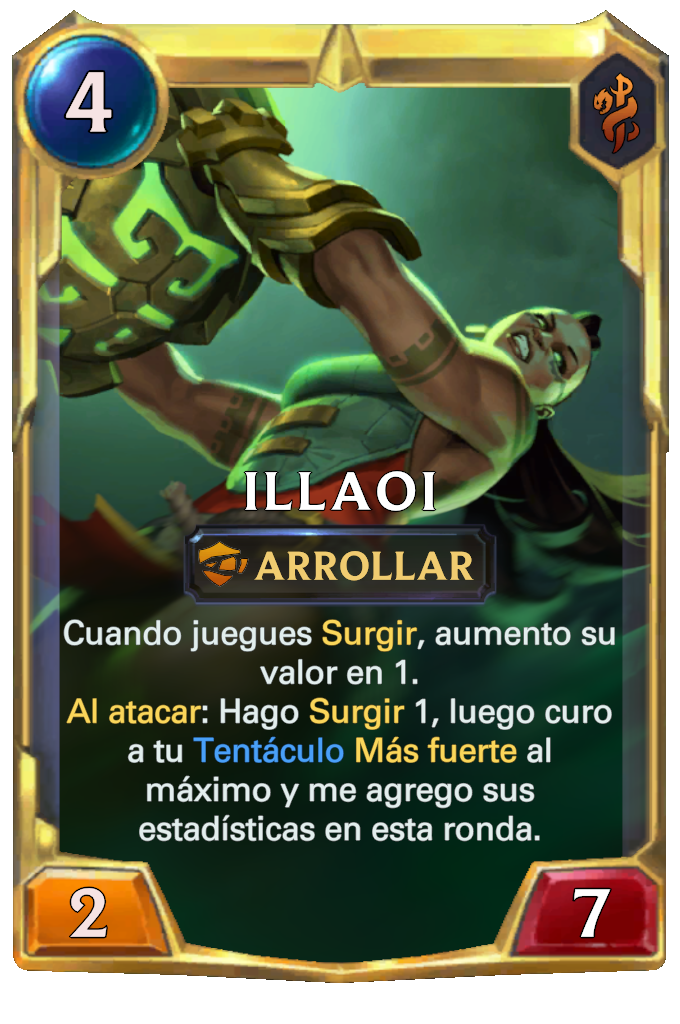 4
ILLAOI
ARROLLAR
Cuando juegues Surgir, aumento su
valor en 1.
Al atacar: Hago Surgir 1, luego curo
a tu Tentáculo Más fuerte al
máximo y me agrego sus
estadísticas en esta ronda.
2
7